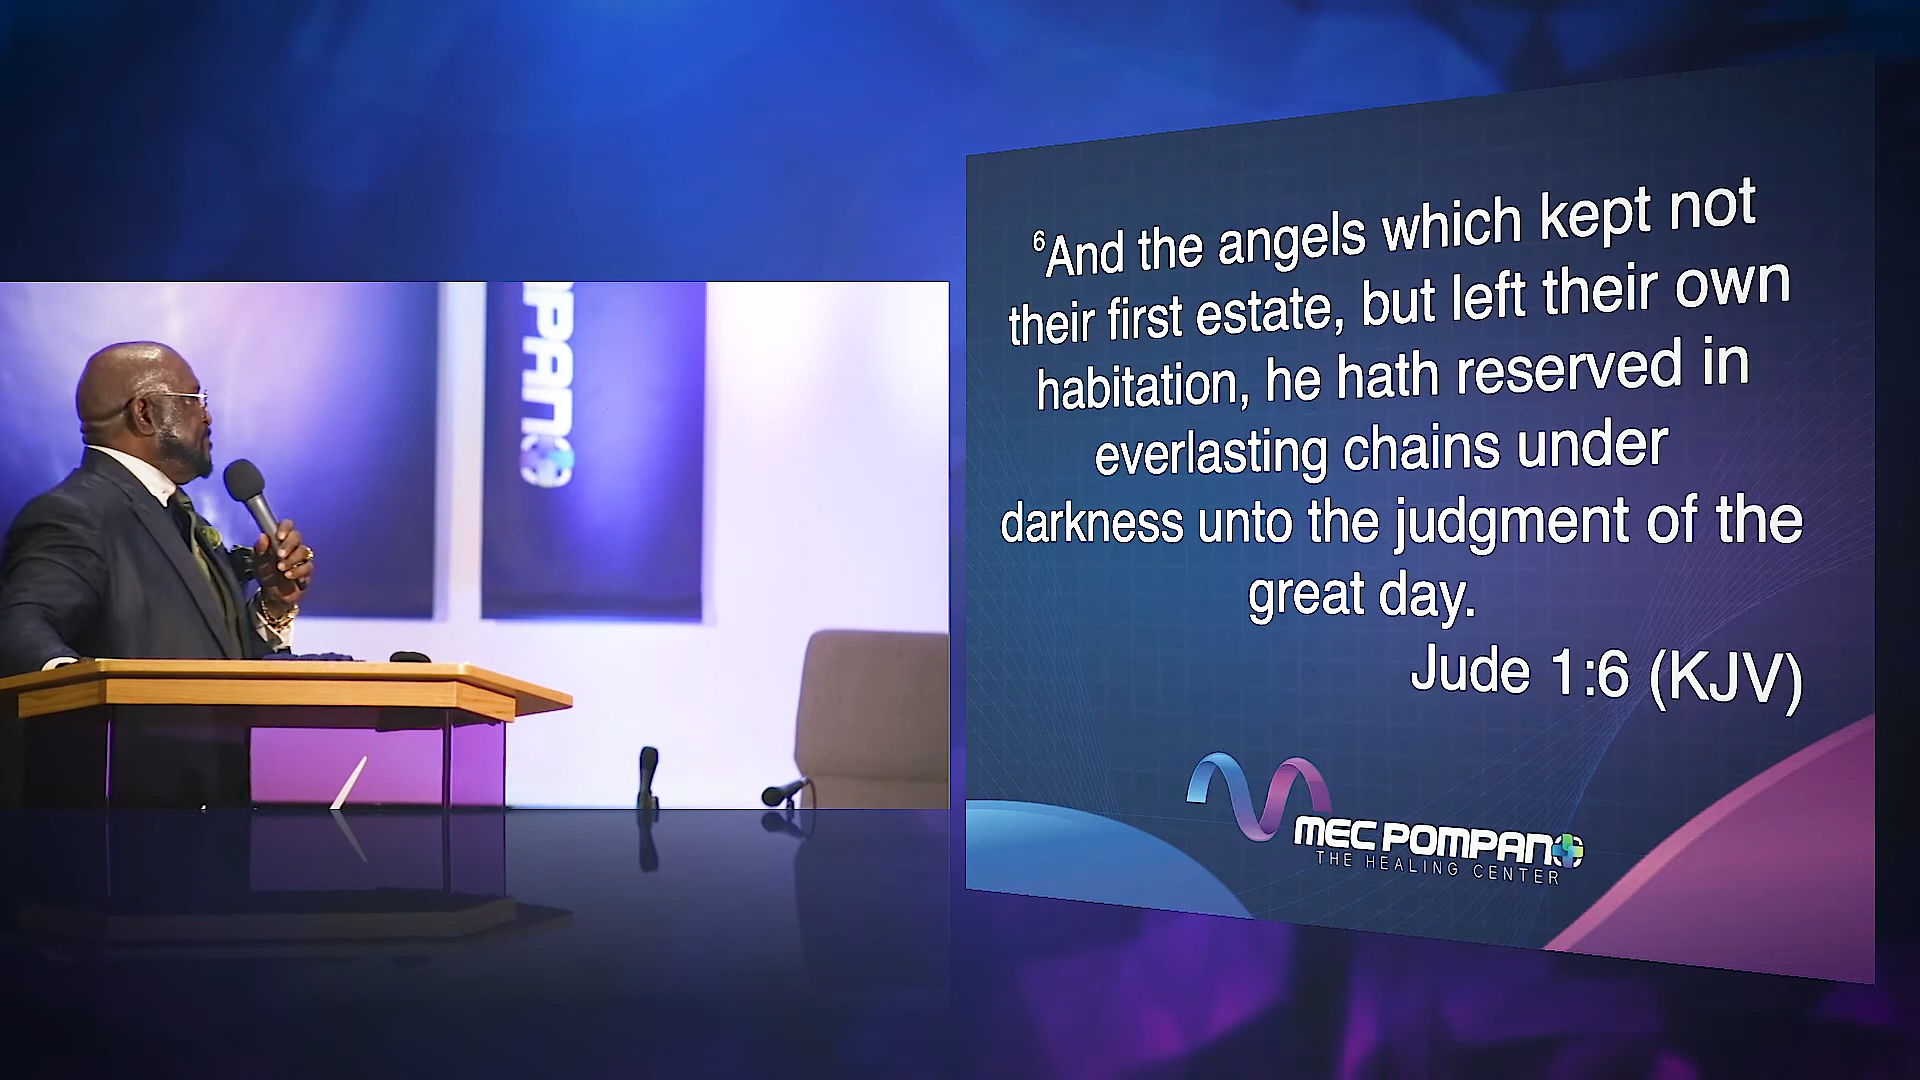 MPANO
⁶And the angels which kept not
their first estate, but left their own
habitation, he hath reserved in
everlasting chains under
darkness unto the judgment of the
great day.
Jude 1:6 (KJV)
MEC POMPANO
THE HEALING CENTER